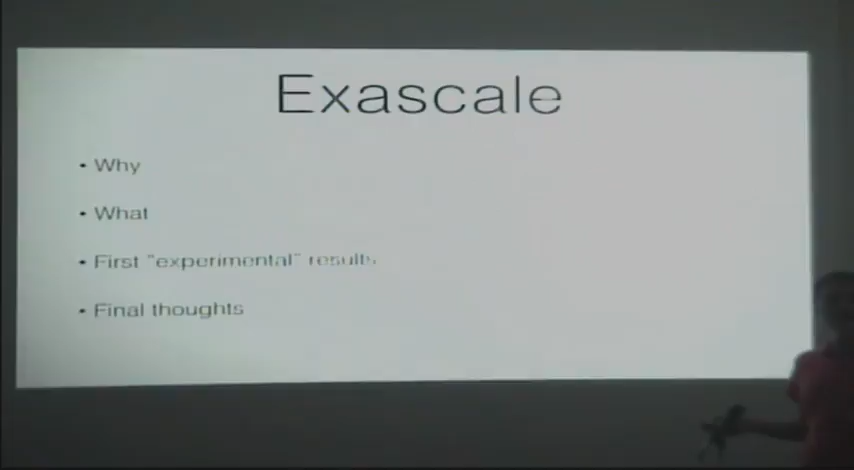 Exascale
• Why
• What
• First "experimental" results
• Final thoughts